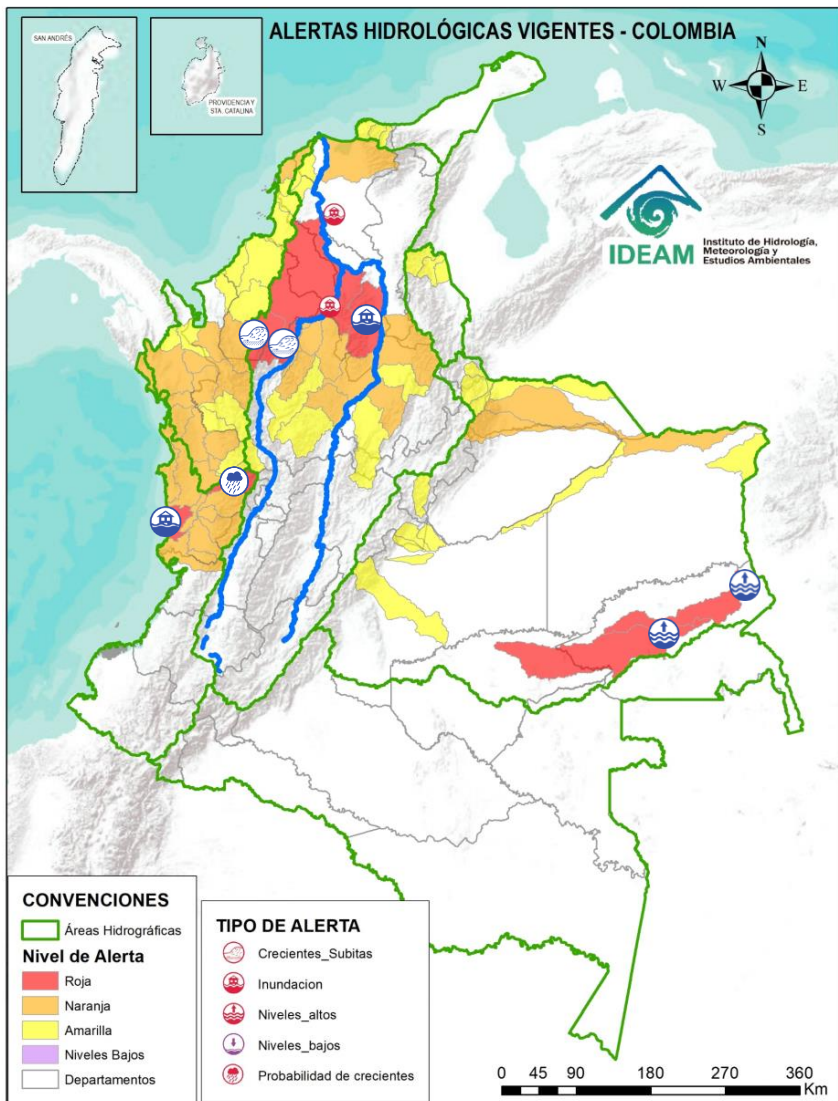 ALERTAS HIDROLÓGICAS VIGENTES - COLOMBIA
SAN ANDRÉS
PROVIDENCIA Y
STA. CATALINA
N
W
E
S
IDEAM
Instituto de Hidrología,
Meteorología y
Estudios Ambientales
CONVENCIONES
Áreas Hidrográficas
Nivel de Alerta
Roja
Naranja
Amarilla
Niveles Bajos
Departamentos
TIPO DE ALERTA
Crecientes_Subitas
Inundacion
Niveles_altos
Niveles_bajos
Probabilidad de crecientes
0 45 90 180 270 360
Km